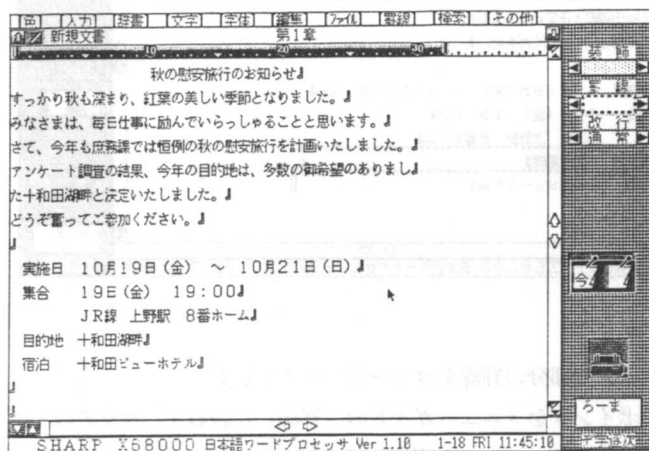 [色] [入力] [辞書] [文字] [字体] [編集] [ファイル] [罫線] [検索] [その他]
新規文書 第1章
10 20 30
秋の慰安旅行のお知らせ
すっかり秋も深まり、紅葉の美しい季節となりました。
みなさまは、毎日仕事に励んでいらっしゃることと思います。
さて、今年も庶務課では恒例の秋の慰安旅行を計画いたしました。
アンケート調査の結果、今年の目的地は、多数の御希望のありまし
た十和田湖畔と決定いたしました。
どうぞ奮ってご参加ください。
実施日 10月19日(金) ~ 10月21日(日)
集合 19日(金) 19:00
JR線 上野駅 8番ホーム
目的地 十和田湖畔
宿泊 十和田ビューホテル
SHARP X68000 日本語ワードプロセッサ Ver 1.10 1-18 FRI 11:45:10
装飾
罫線
改行
通常
今
ろーま